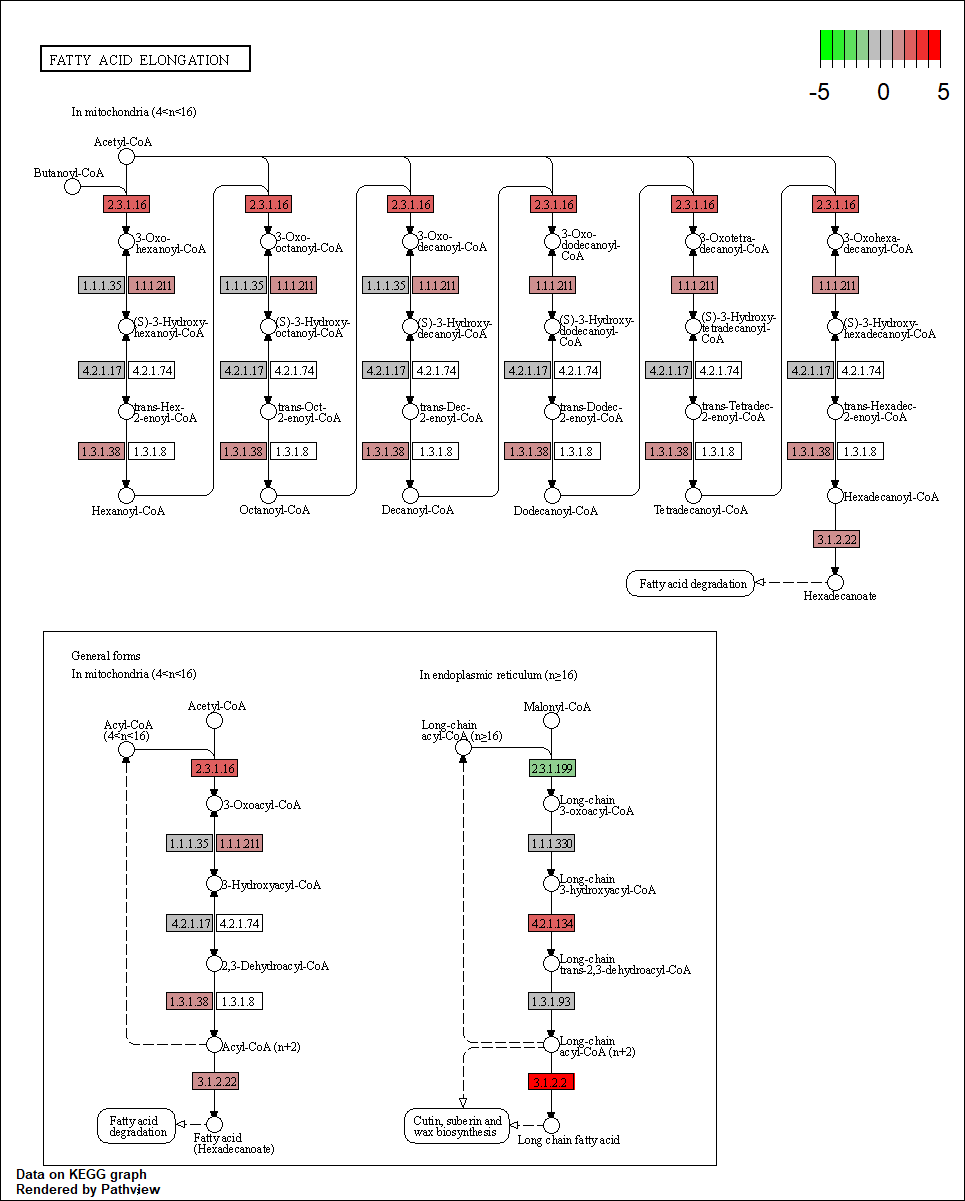 FATTY ACID ELONGATION
-5 0 5
In mitochondria (4<n<16)
Acetyl-CoA
Butanoyl-CoA
2.3.1.16 2.3.1.16 2.3.1.16 2.3.1.16 2.3.1.16 2.3.1.16
3-Oxo-
hexanoyl-CoA
3-Oxo-
octanoyl-CoA
3-Oxo-
decanoyl-CoA
3-Oxo-
dodecanoyl-
CoA
3-Oxotetra-
decanoyl-CoA
3-Oxohexa-
decanoyl-CoA
1.1.1.35 1.1.1.211 1.1.1.35 1.1.1.211 1.1.1.35 1.1.1.211 1.1.1.211 1.1.1.211 1.1.1.211
(S)-3-Hydroxy-
hexanoyl-CoA
(S)-3-Hydroxy-
octanoyl-CoA
(S)-3-Hydroxy-
decanoyl-CoA
(S)-3-Hydroxy-
dodecanoyl-
CoA
(S)-3-Hydroxy-
tetradecanoyl-
CoA
(S)-3-Hydroxy-
hexadecanoyl-CoA
4.2.1.17 4.2.1.74 4.2.1.17 4.2.1.74 4.2.1.17 4.2.1.74 4.2.1.17 4.2.1.74 4.2.1.17 4.2.1.74 4.2.1.17 4.2.1.74
trans-Hex-
2-enoyl-CoA
trans-Oct-
2-enoyl-CoA
trans-Dec-
2-enoyl-CoA
trans-Dodec-
2-enoyl-CoA
trans-Tetradec-
2-enoyl-CoA
trans-Hexadec-
2-enoyl-CoA
1.3.1.38 1.3.1.8 1.3.1.38 1.3.1.8 1.3.1.38 1.3.1.8 1.3.1.38 1.3.1.8 1.3.1.38 1.3.1.8 1.3.1.38 1.3.1.8
Hexanoyl-CoA
Octanoyl-CoA
Decanoyl-CoA
Dodecanoyl-CoA
Tetradecanoyl-CoA
Hexadecanoyl-CoA
3.1.2.22
Fatty acid degradation
Hexadecanoate
General forms
In mitochondria (4<n<16)
Acetyl-CoA
Acyl-CoA
(4<n<16)
2.3.1.16
3-Oxoacyl-CoA
1.1.1.35 1.1.1.211
3-Hydroxyacyl-CoA
4.2.1.17 4.2.1.74
2,3-Dehydroacyl-CoA
1.3.1.38 1.3.1.8
Acyl-CoA (n+2)
3.1.2.22
Fatty acid
degradation
Fatty acid
(Hexadecanoate)
In endoplasmic reticulum (n≥16)
Malonyl-CoA
Long-chain
acyl-CoA (n≥16)
2.3.1.199
Long-chain
3-oxoacyl-CoA
1.1.1.330
Long-chain
3-hydroxyacyl-CoA
4.2.1.134
Long-chain
trans-2,3-dehydroacyl-CoA
1.3.1.93
Long-chain
acyl-CoA (n+2)
3.1.2.2
Cutin, suberin and
wax biosynthesis
Long chain fatty acid
Data on KEGG graph
Rendered by Pathview